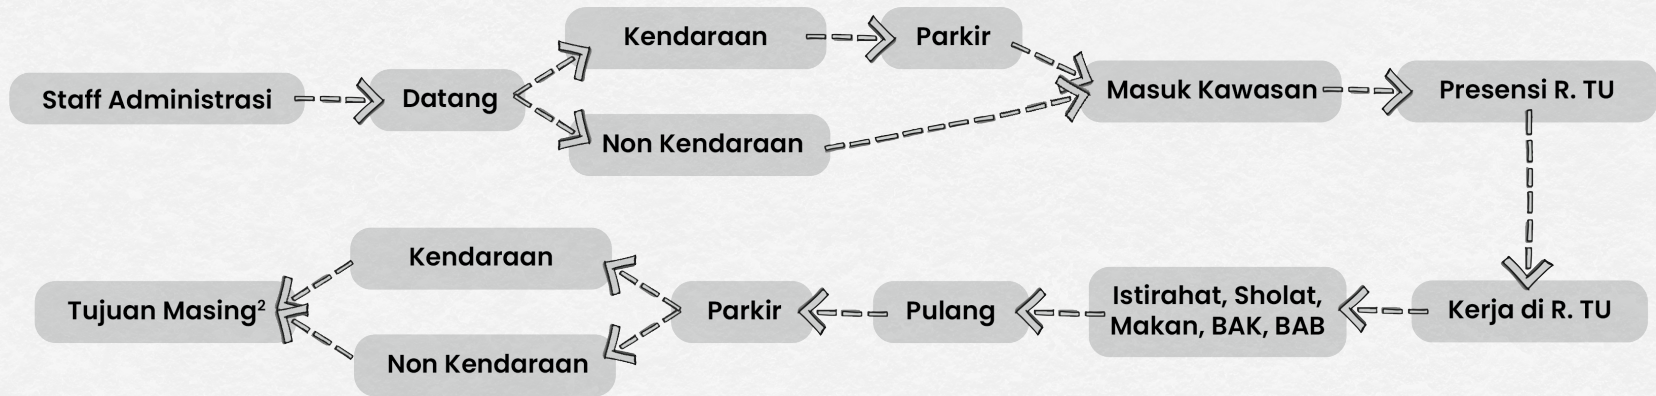 Staff Administrasi
Datang
Kendaraan
Parkir
Non Kendaraan
Masuk Kawasan
Presensi R. TU
Kerja di R. TU
Istirahat, Sholat,
Makan, BAK, BAB
Pulang
Parkir
Kendaraan
Non Kendaraan
Tujuan Masing²